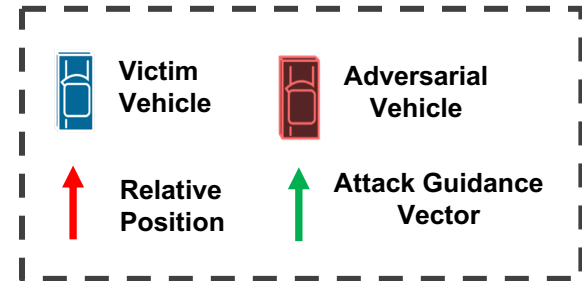 Victim
Vehicle
Adversarial
Vehicle
Relative
Position
Attack Guidance
Vector